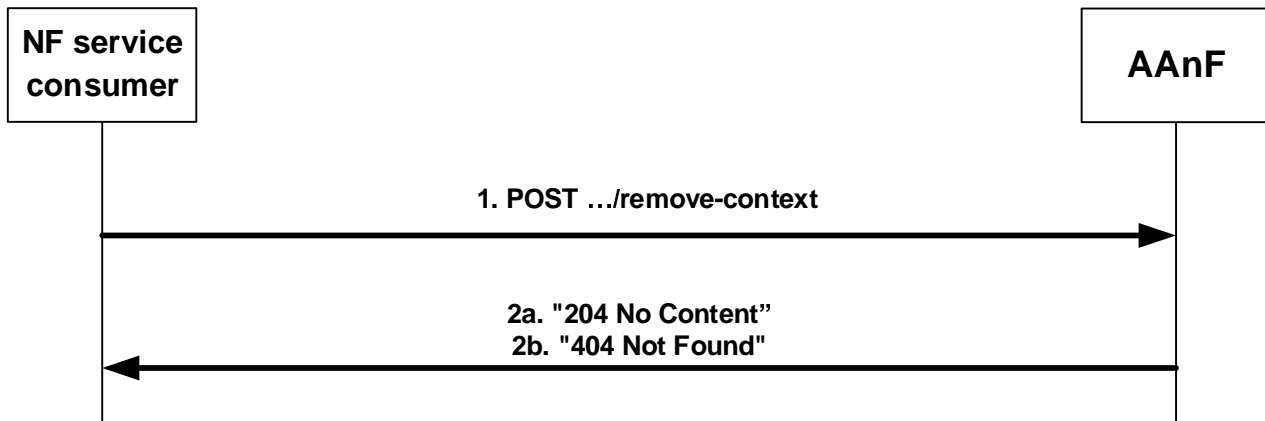 NF service
consumer
AAnF
1. POST …/remove-context
2a. "204 No Content”
2b. "404 Not Found"